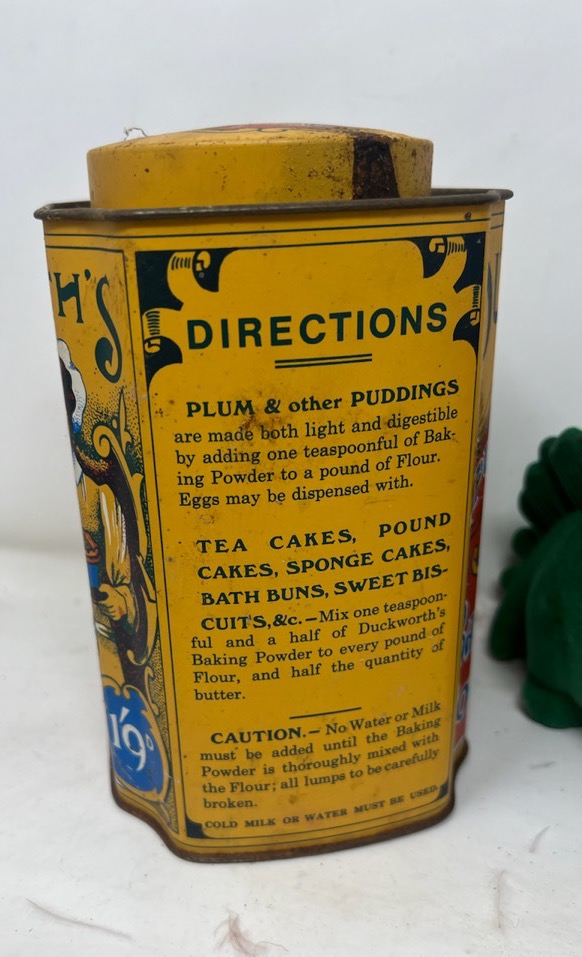 TH'S
DIRECTIONS
PLUM & other PUDDINGS
are made both light and digestible
by adding one teaspoonful of Bak-
ing Powder to a pound of Flour.
Eggs may be dispensed with.
TEA CAKES, POUND
CAKES, SPONGE CAKES,
BATH BUNS, SWEET BIS-
CUITS, &c.—Mix one teaspoon-
ful and a half of Duckworth's
Baking Powder to every pound of
Flour, and half the quantity of
butter.
CAUTION.— No Water or Milk
must be added until the Baking
Powder is thoroughly mixed with
the Flour; all lumps to be carefully
broken.
COLD MILK OR WATER MUST BE USED.
1/9D